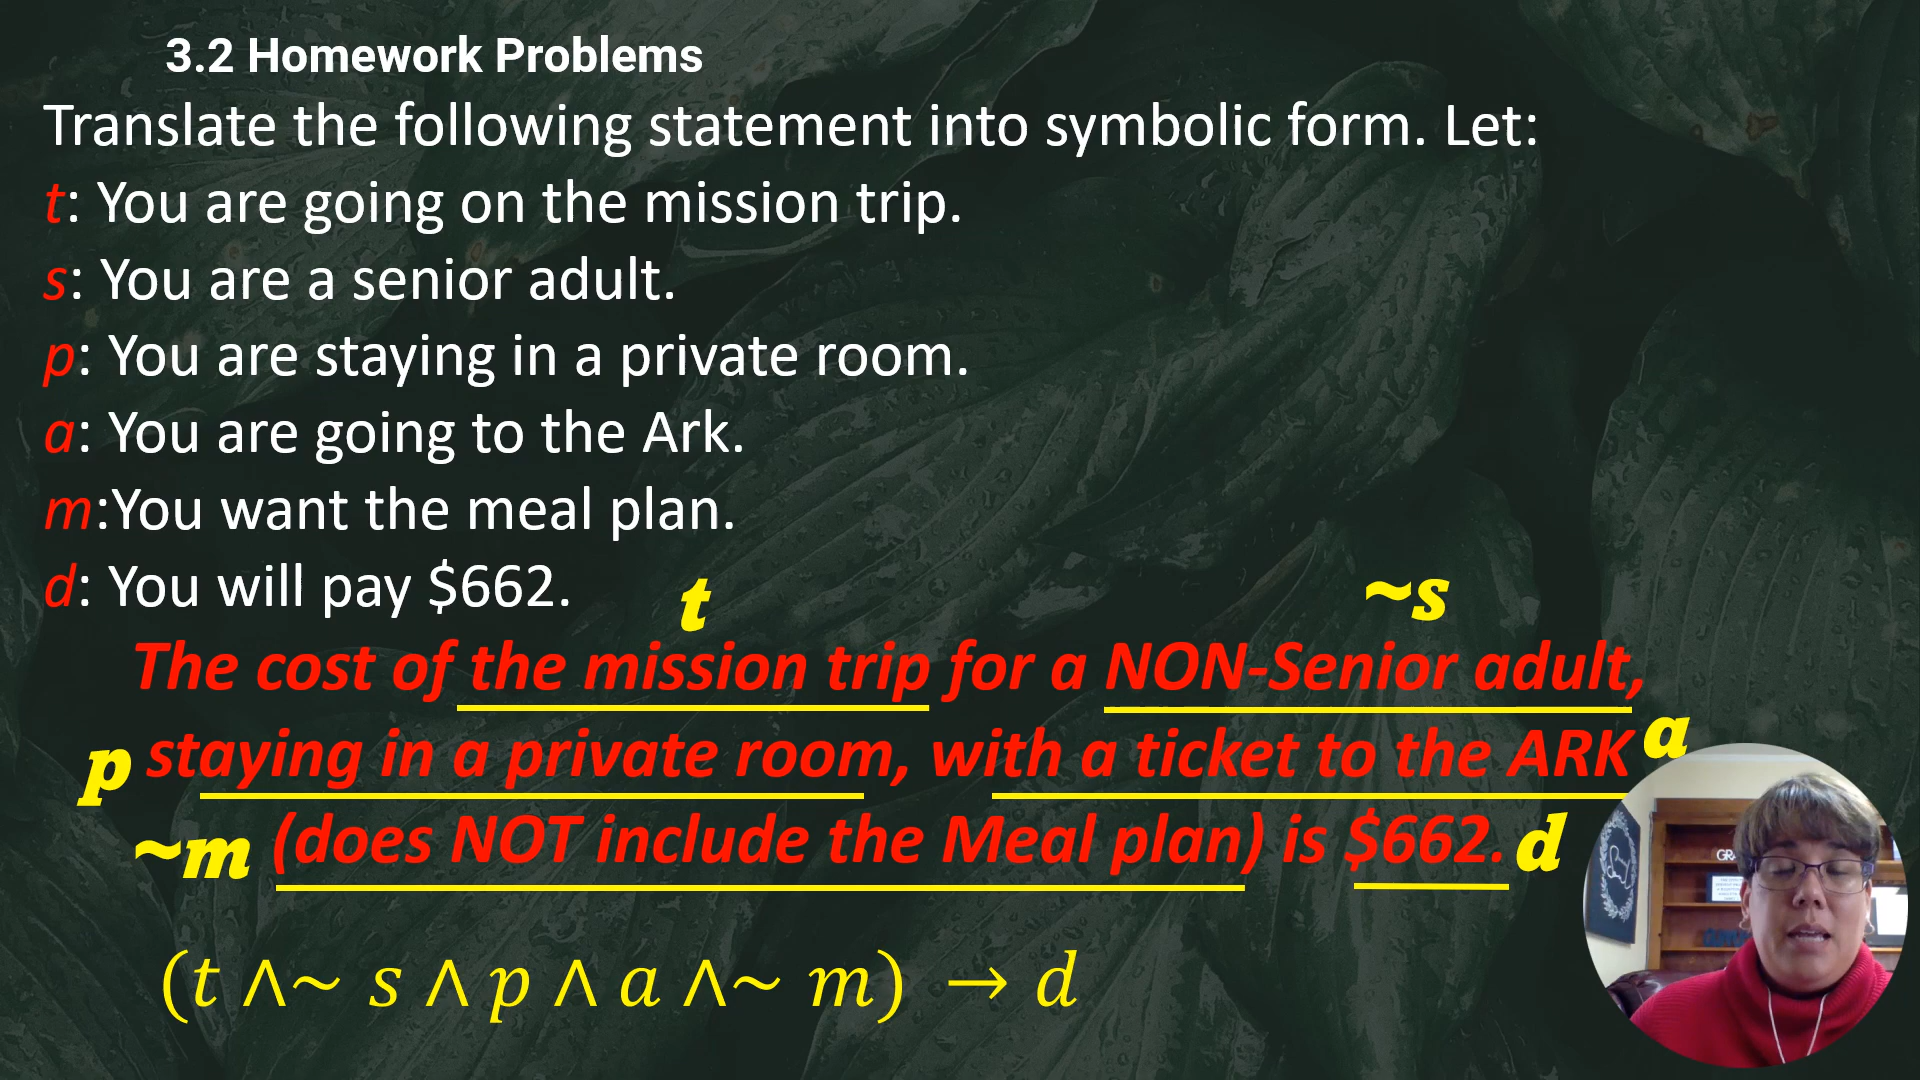 3.2 Homework Problems
Translate the following statement into symbolic form. Let:
t: You are going on the mission trip.
s: You are a senior adult.
p: You are staying in a private room.
a: You are going to the Ark.
m:You want the meal plan.
d: You will pay $662.
t ~s
The cost of the mission trip for a NON-Senior adult,
p staying in a private room, with a ticket to the ARK a
~m (does NOT include the Meal plan) is $662. d
(t ∧~ s ∧ p ∧ a ∧~ m) → d